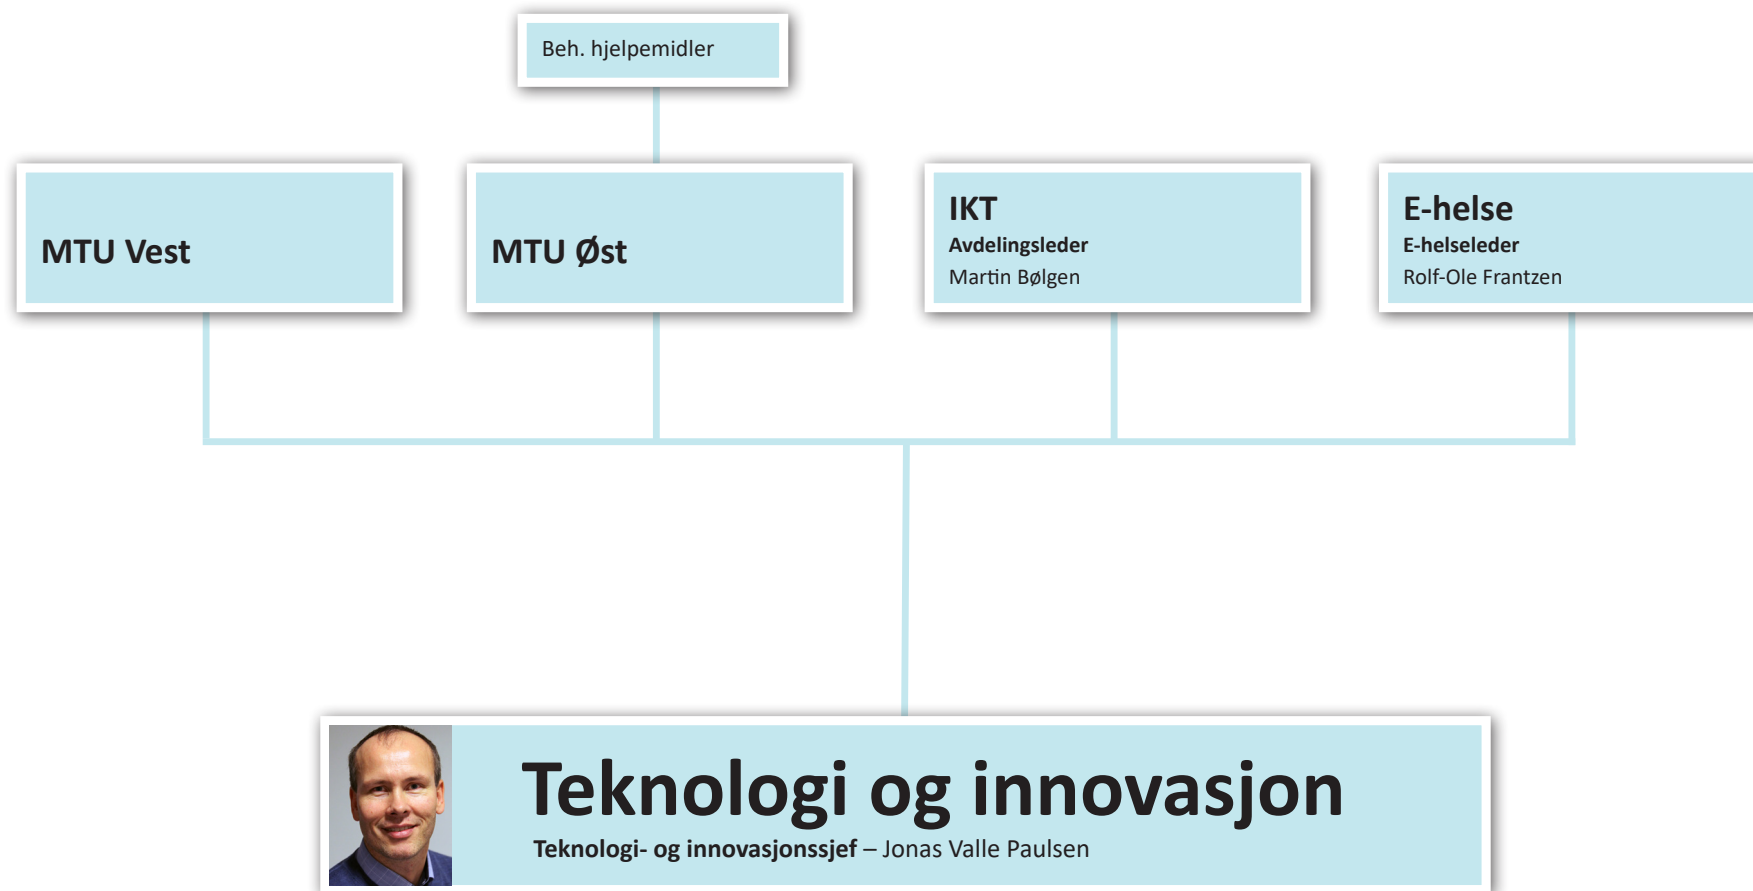 Beh. hjelpemidler
MTU Vest
MTU Øst
IKT
Avdelingsleder
Martin Bølgen
E-helse
E-helseleder
Rolf-Ole Frantzen
Teknologi og innovasjon
Teknologi- og innovasjonssjef – Jonas Valle Paulsen